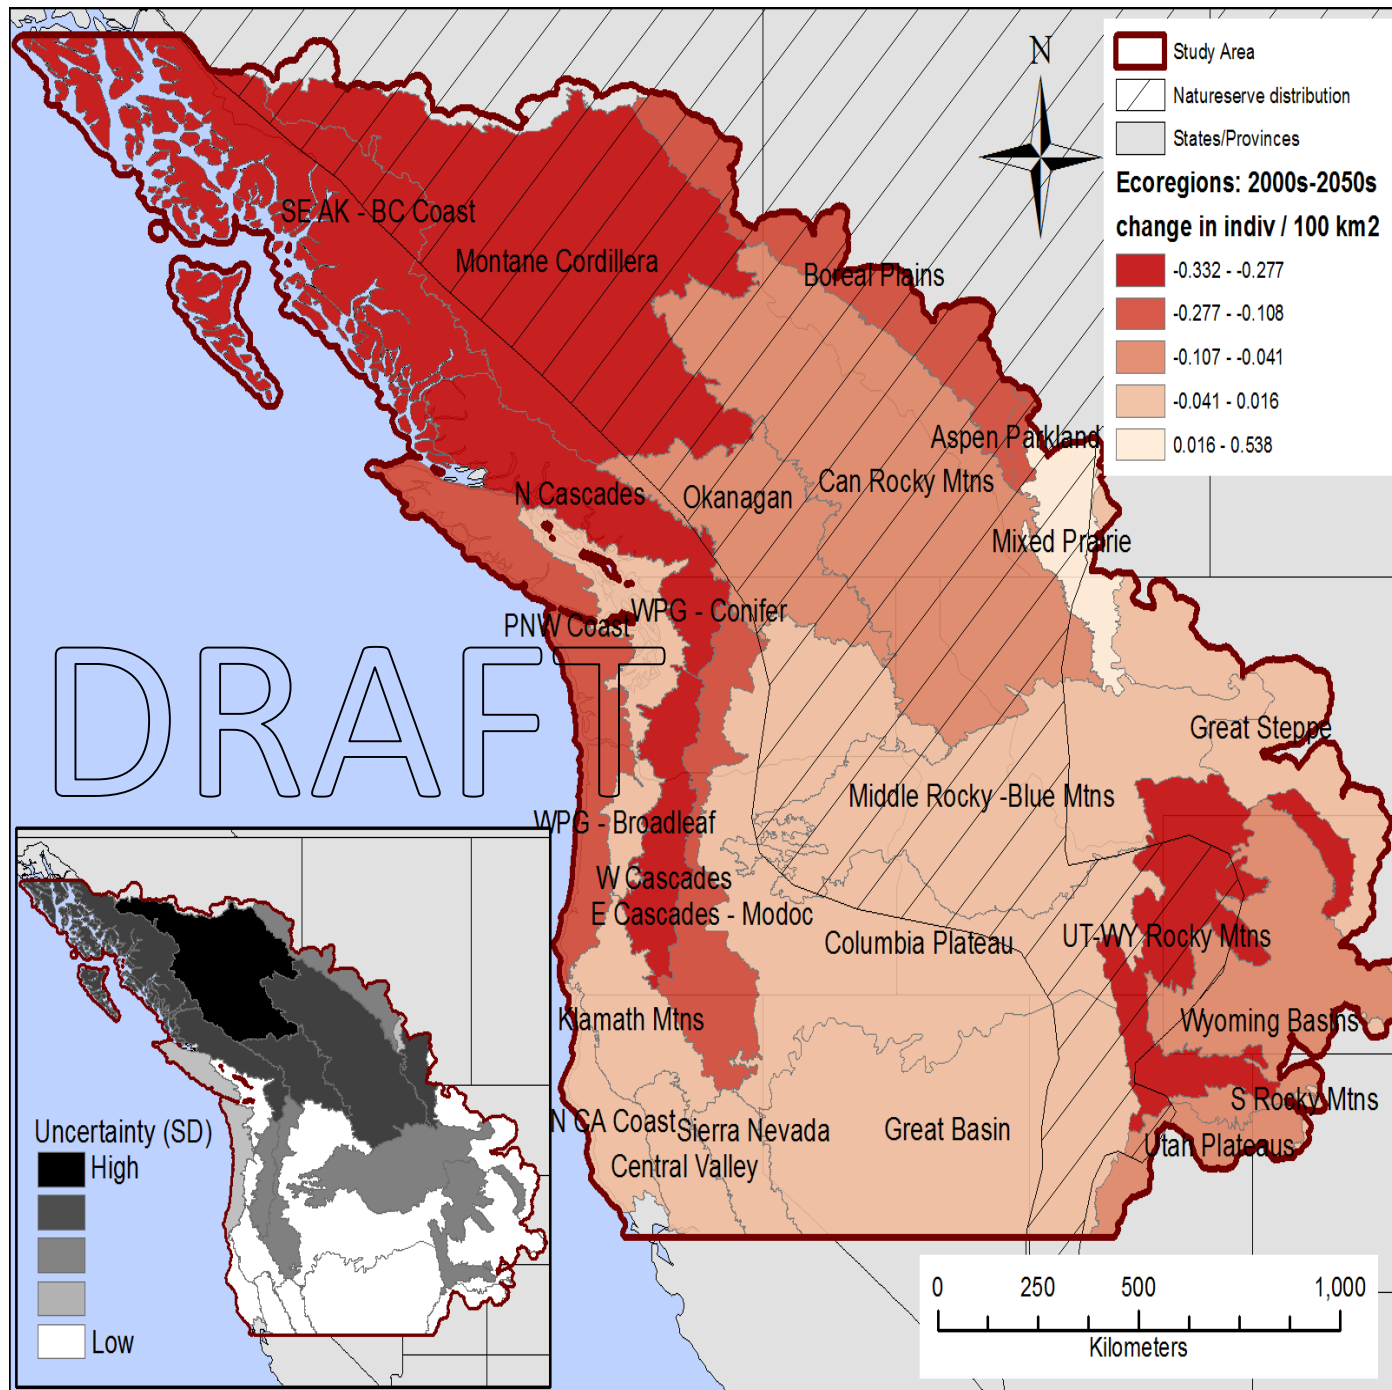 N
Study Area
Natureserve distribution
States/Provinces
Ecoregions: 2000s-2050s
change in indiv / 100 km2
-0.332 - -0.277
-0.277 - -0.108
-0.107 - -0.041
-0.041 - 0.016
0.016 - 0.538
SE AK - BC Coast
Montane Cordillera
Boreal Plains
Aspen Parkland
Can Rocky Mtns
N Cascades
Okanagan
Mixed Prairie
WPG - Conifer
PNW Coast
DRAFT
Great Steppe
Middle Rocky -Blue Mtns
WPG - Broadleaf
W Cascades
E Cascades - Modoc
Columbia Plateau
UT-WY Rocky Mtns
Klamath Mtns
Wyoming Basins
S Rocky Mtns
N CA Coast
Sierra Nevada
Great Basin
Utah Plateaus
Central Valley
Uncertainty (SD)
High
Low
0 250 500 1,000
Kilometers